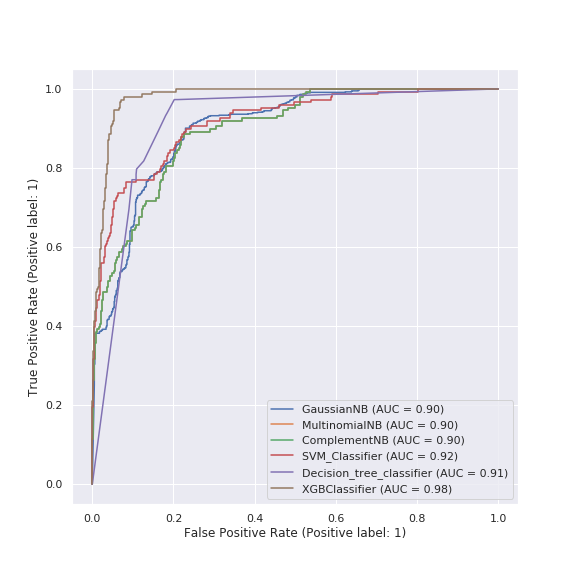 1.0
0.8
0.6
0.4
0.2
0.0
True Positive Rate (Positive label: 1)
GaussianNB (AUC = 0.90)
MultinomialNB (AUC = 0.90)
ComplementNB (AUC = 0.90)
SVM_Classifier (AUC = 0.92)
Decision_tree_classifier (AUC = 0.91)
XGBClassifier (AUC = 0.98)
0.0 0.2 0.4 0.6 0.8 1.0
False Positive Rate (Positive label: 1)